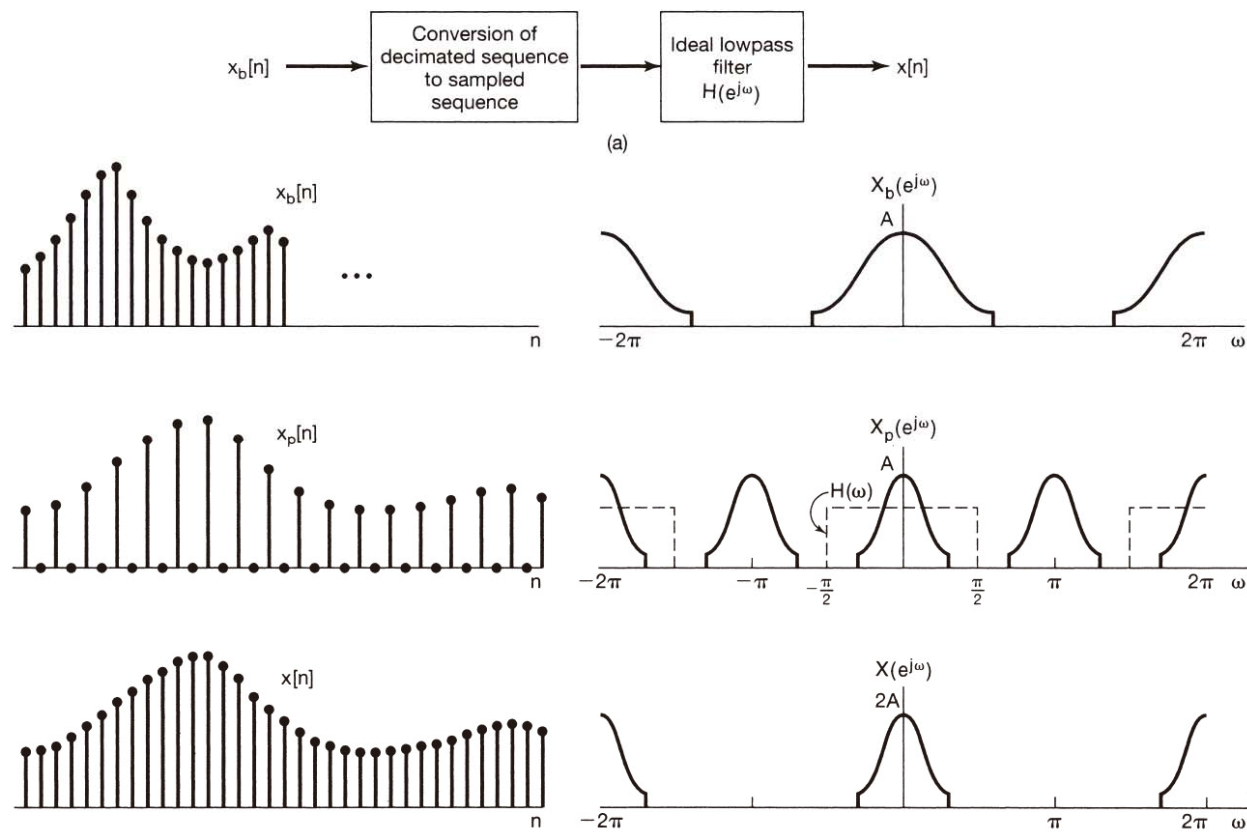 x_b[n]
Conversion of
decimated sequence
to sampled
sequence
Ideal lowpass
filter
H(e^{jω})
x[n]
(a)
x_b[n]
...
n
X_b(e^{jω})
A
−2π
2π ω
x_p[n]
n
X_p(e^{jω})
A
H(ω)
−2π
−π
−π/2
π/2
π
2π ω
x[n]
n
X(e^{jω})
2A
−2π
π
2π ω